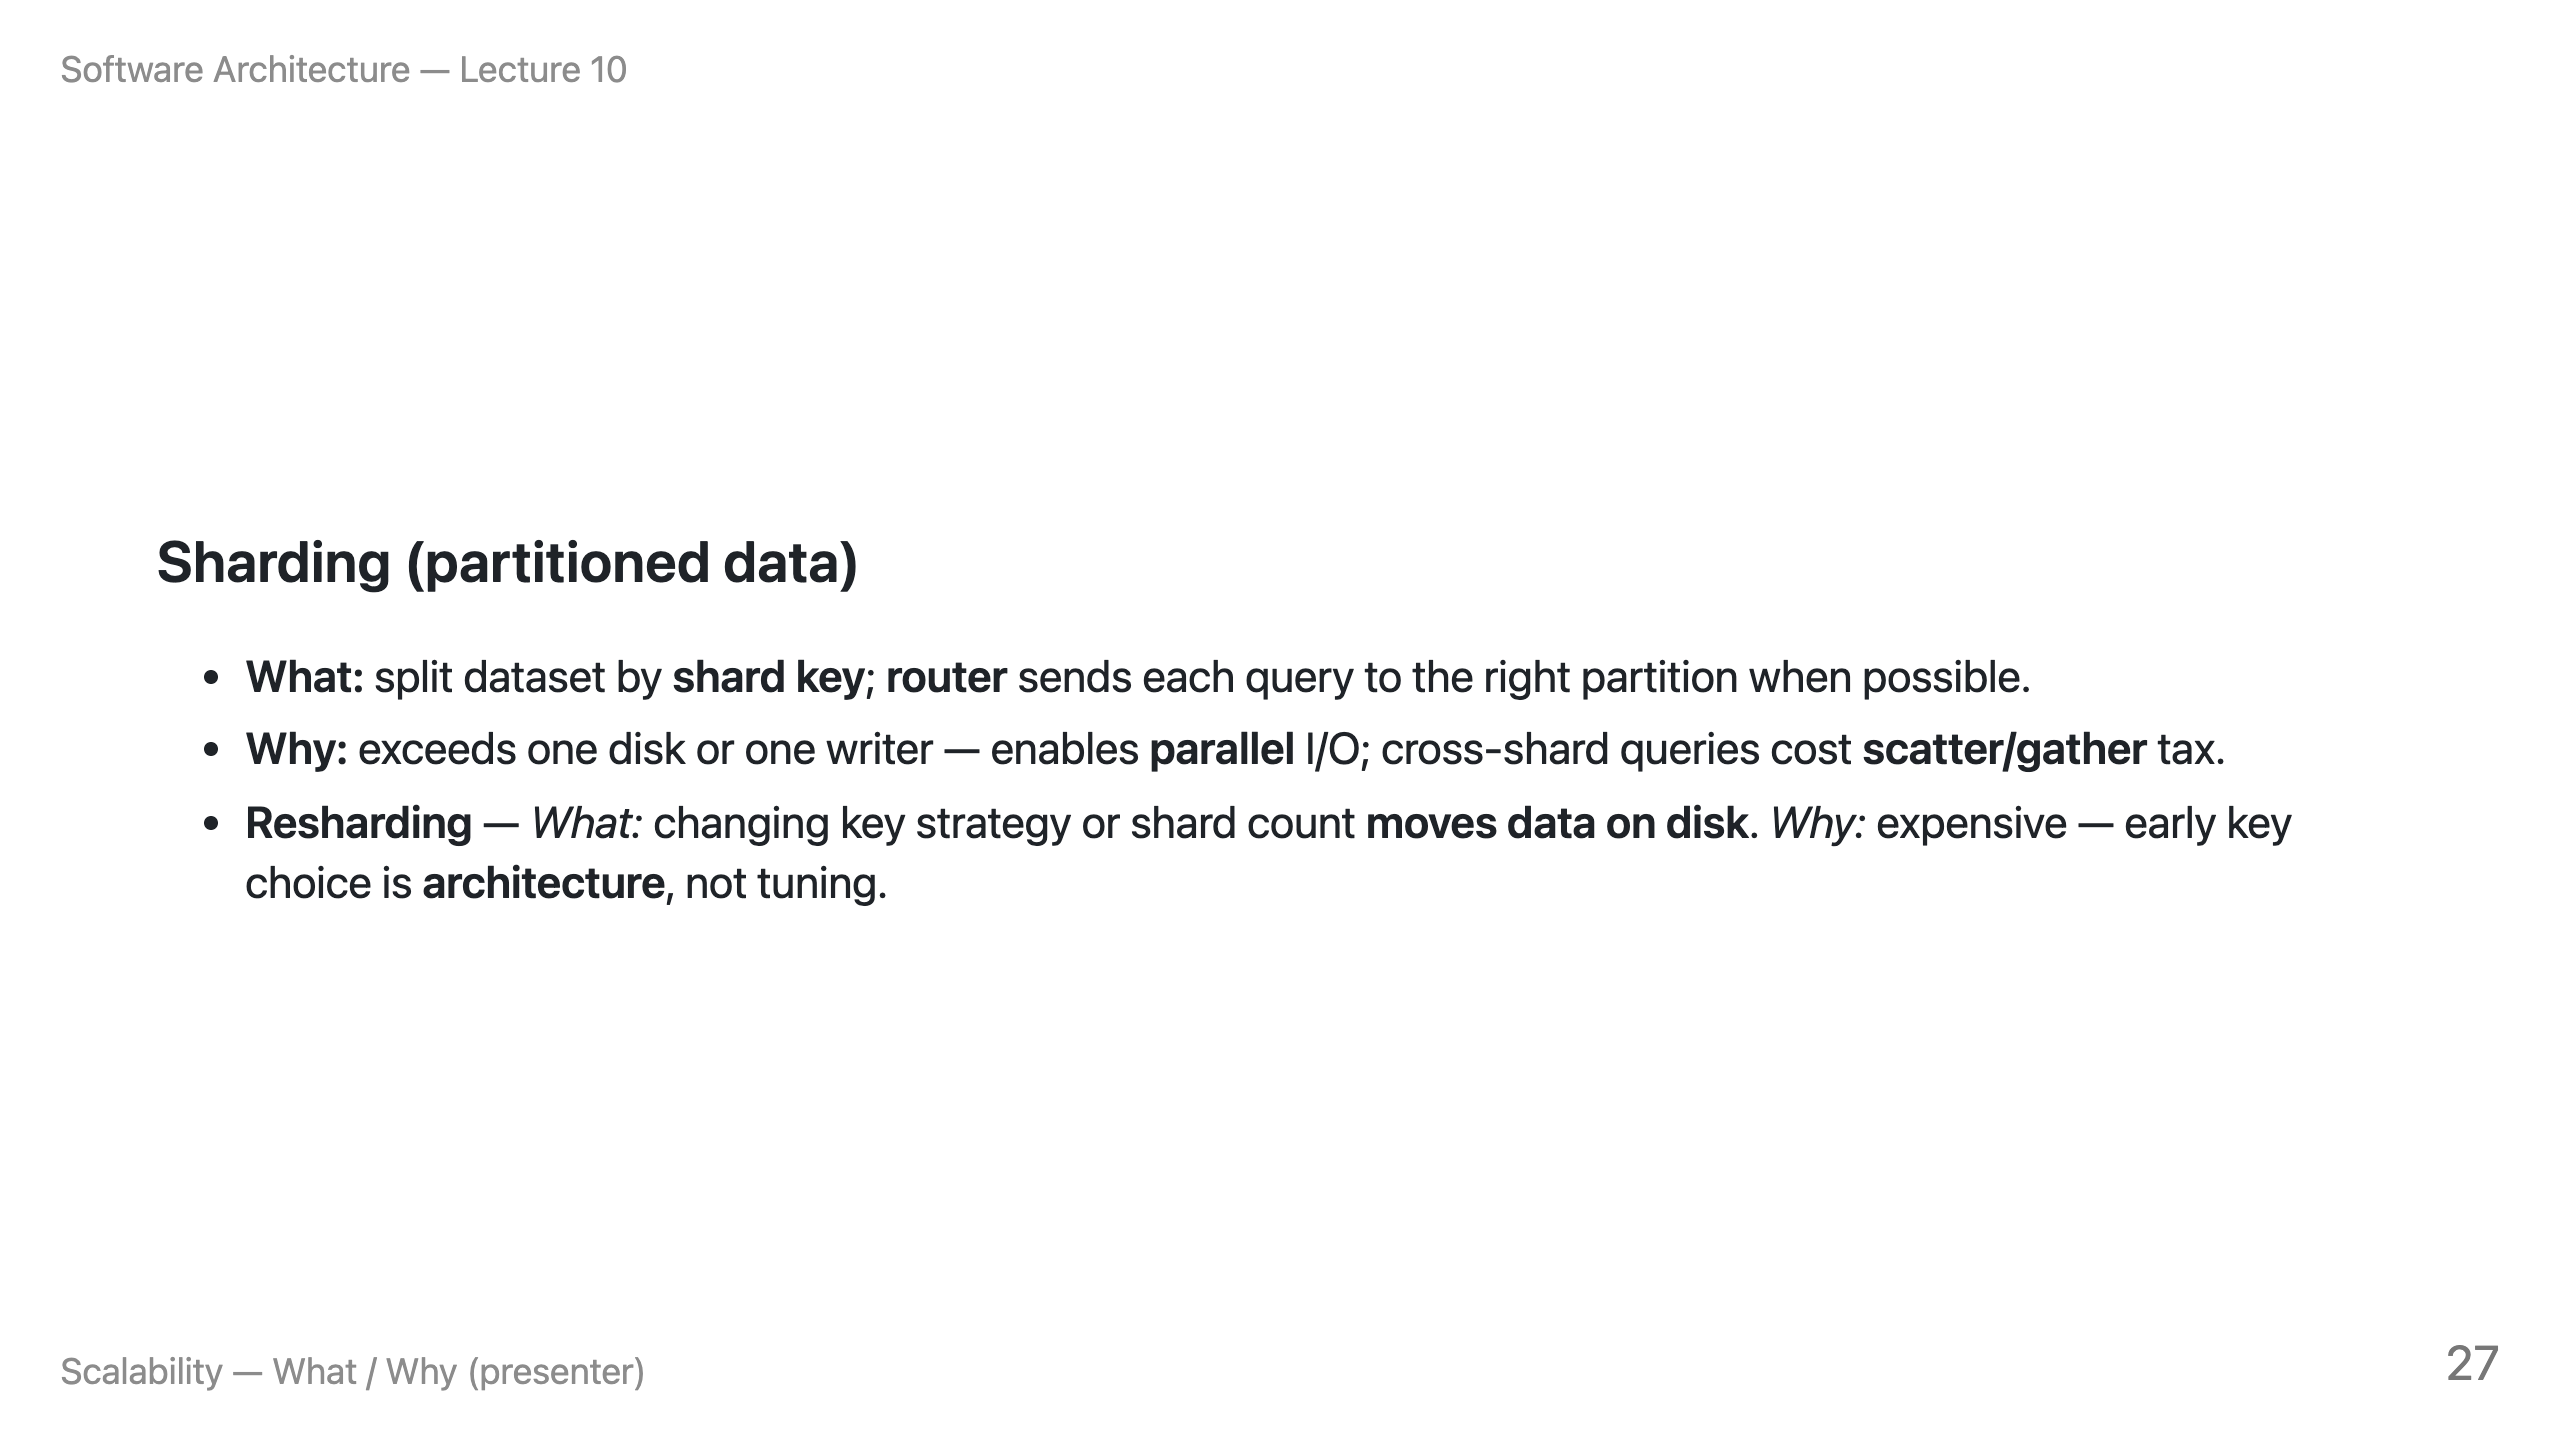 Software Architecture — Lecture 10
Sharding (partitioned data)
• What: split dataset by shard key; router sends each query to the right partition when possible.
• Why: exceeds one disk or one writer — enables parallel I/O; cross-shard queries cost scatter/gather tax.
• Resharding — What: changing key strategy or shard count moves data on disk. Why: expensive — early key
choice is architecture, not tuning.
Scalability — What / Why (presenter)
27